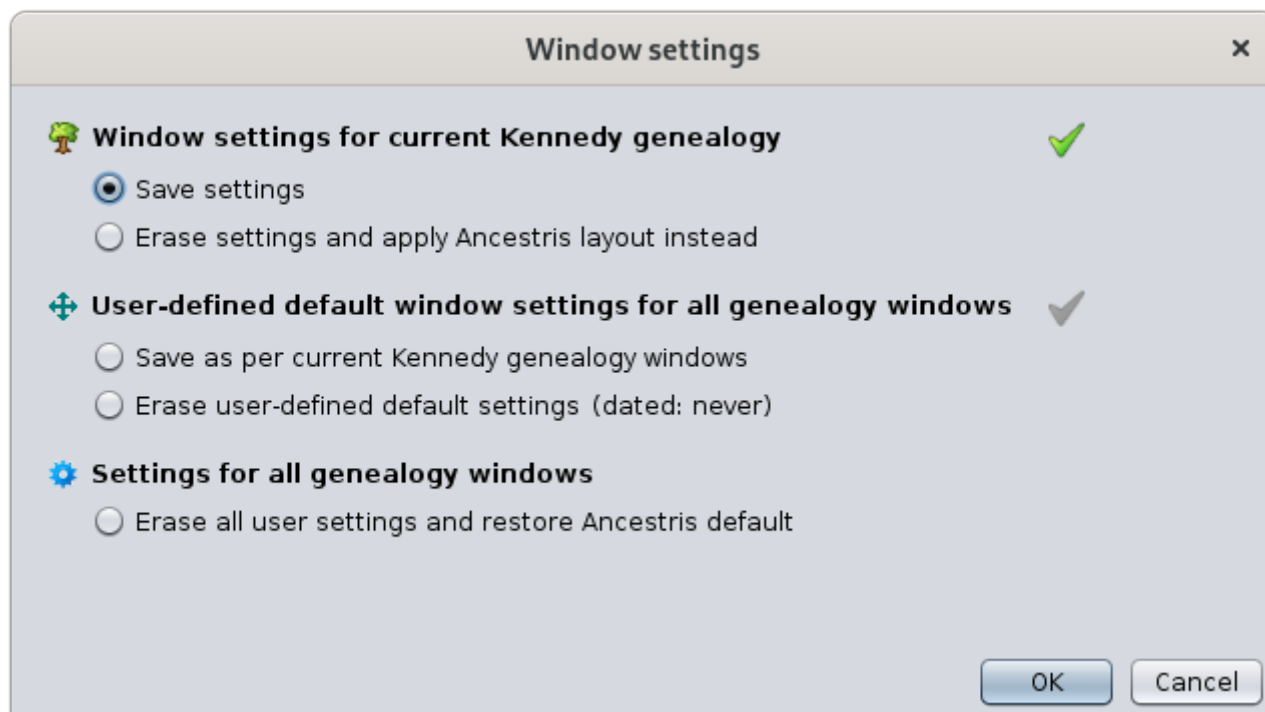 Window settings
Window settings for current Kennedy genealogy
Save settings
Erase settings and apply Ancestris layout instead
User-defined default window settings for all genealogy windows
Save as per current Kennedy genealogy windows
Erase user-defined default settings (dated: never)
Settings for all genealogy windows
Erase all user settings and restore Ancestris default
OK Cancel